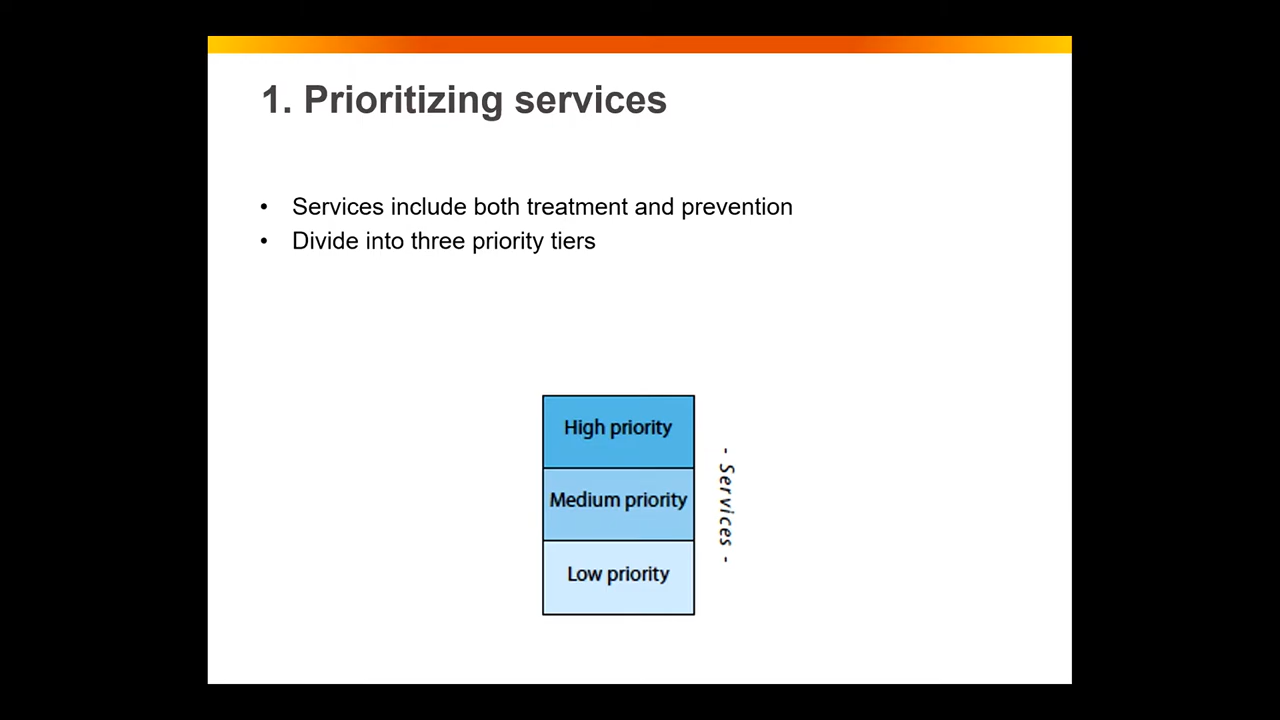 1. Prioritizing services
• Services include both treatment and prevention
• Divide into three priority tiers
High priority
Medium priority
Low priority
- Services -